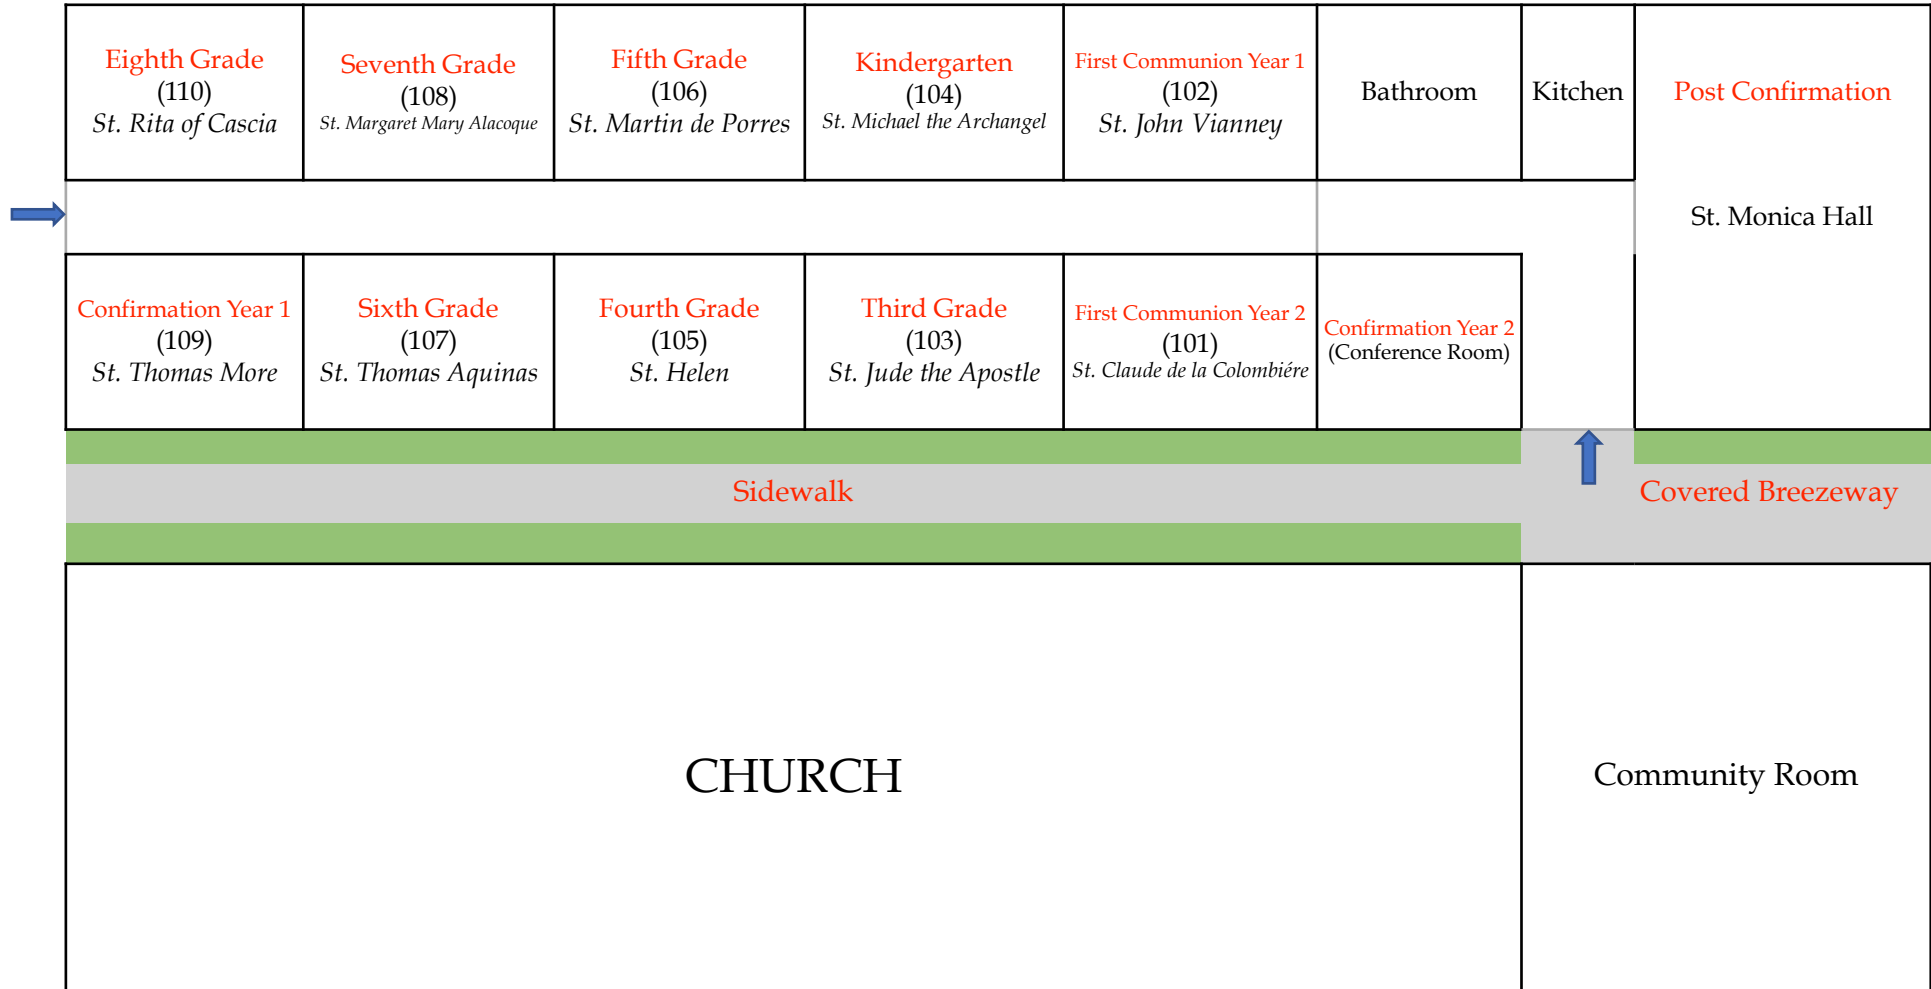 Eighth Grade
(110)
St. Rita of Cascia
Seventh Grade
(108)
St. Margaret Mary Alacoque
Fifth Grade
(106)
St. Martin de Porres
Kindergarten
(104)
St. Michael the Archangel
First Communion Year 1
(102)
St. John Vianney
Bathroom
Kitchen
Post Confirmation
St. Monica Hall
Confirmation Year 1
(109)
St. Thomas More
Sixth Grade
(107)
St. Thomas Aquinas
Fourth Grade
(105)
St. Helen
Third Grade
(103)
St. Jude the Apostle
First Communion Year 2
(101)
St. Claude de la Colombiére
Confirmation Year 2
(Conference Room)
Sidewalk
Covered Breezeway
CHURCH
Community Room